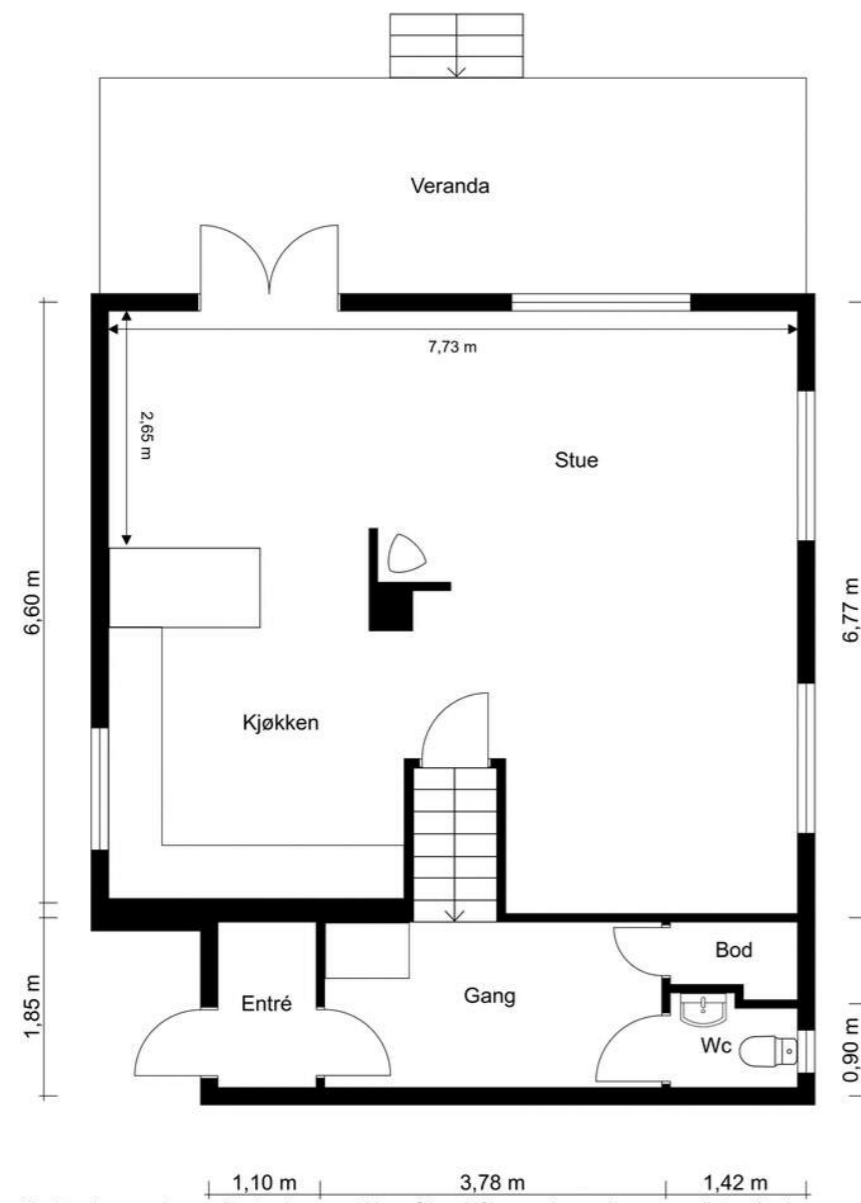 Veranda
7,73 m
2,65 m
Stue
6,60 m
6,77 m
Kjøkken
Bod
Entré
Gang
1,85 m
Wc
0,90 m
1,10 m
3,78 m
1,42 m